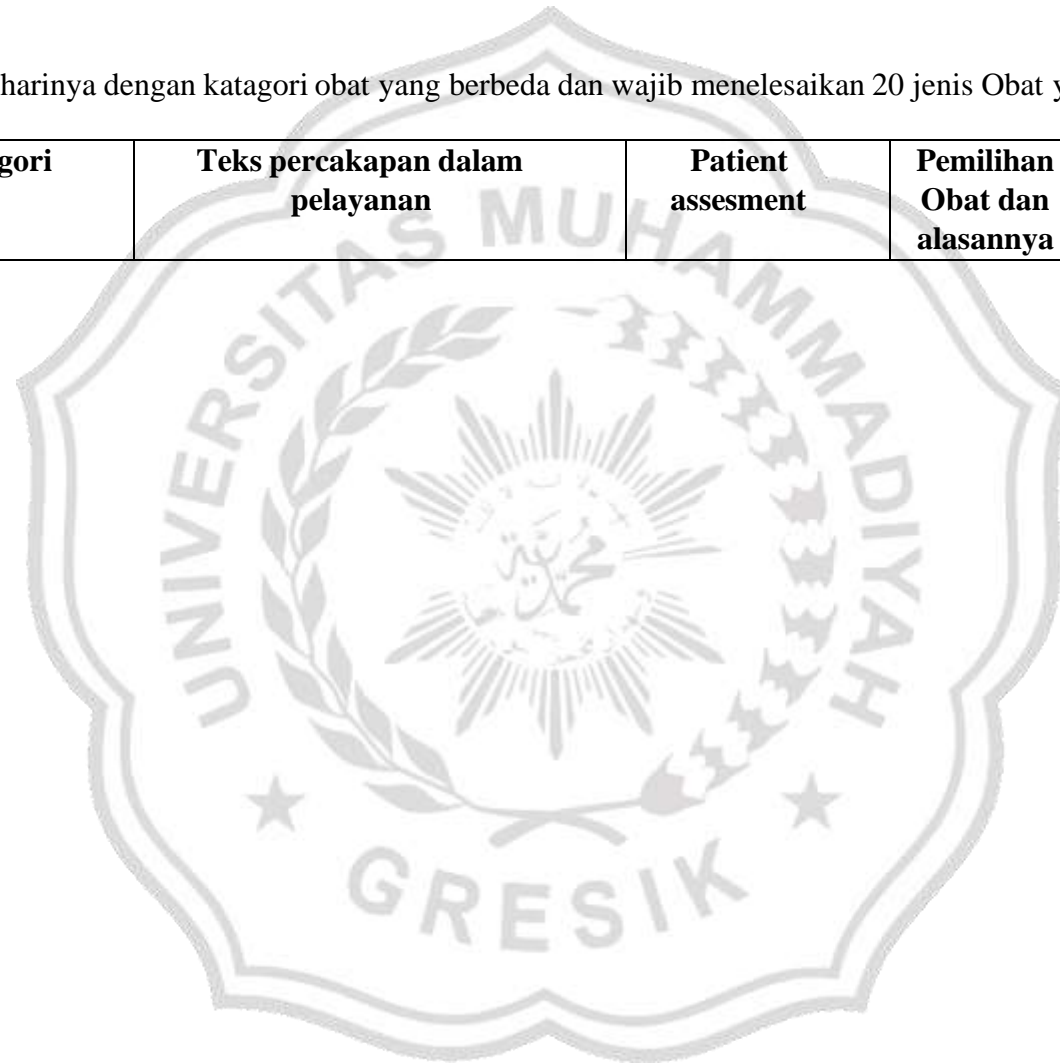 harinya dengan katagori obat yang berbeda dan wajib menelesaikan 20 jenis Obat y
gori
Teks percakapan dalam
pelayanan
Patient
assesment
Pemilihan
Obat dan
alasannya
UNIVERSITAS MUHAMMADIYAH
GRESIK